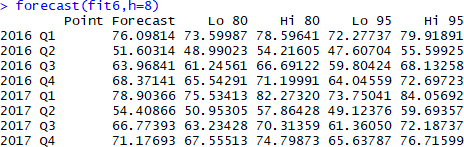 > forecast(fit6,h=8)
Point Forecast Lo 80 Hi 80 Lo 95 Hi 95
2016 Q1 76.09814 73.59987 78.59641 72.27737 79.91891
2016 Q2 51.60314 48.99023 54.21605 47.60704 55.59925
2016 Q3 63.96841 61.24561 66.69122 59.80424 68.13258
2016 Q4 68.37141 65.54291 71.19991 64.04559 72.69723
2017 Q1 78.90366 75.53413 82.27320 73.75041 84.05692
2017 Q2 54.40866 50.95305 57.86428 49.12376 59.69357
2017 Q3 66.77393 63.23428 70.31359 61.36050 72.18737
2017 Q4 71.17693 67.55513 74.79873 65.63787 76.71599